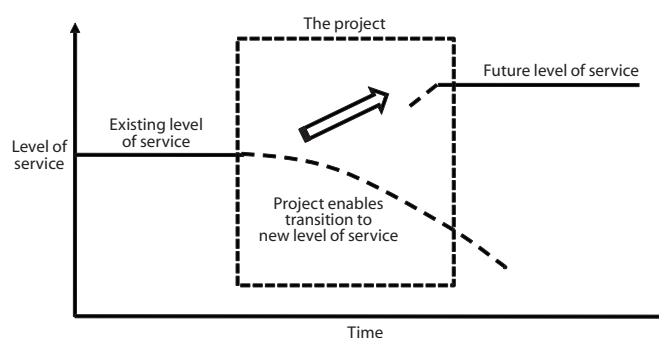 The project
Future level of service
Existing level
of service
Level of
service
Project enables
transition to
new level of service
Time